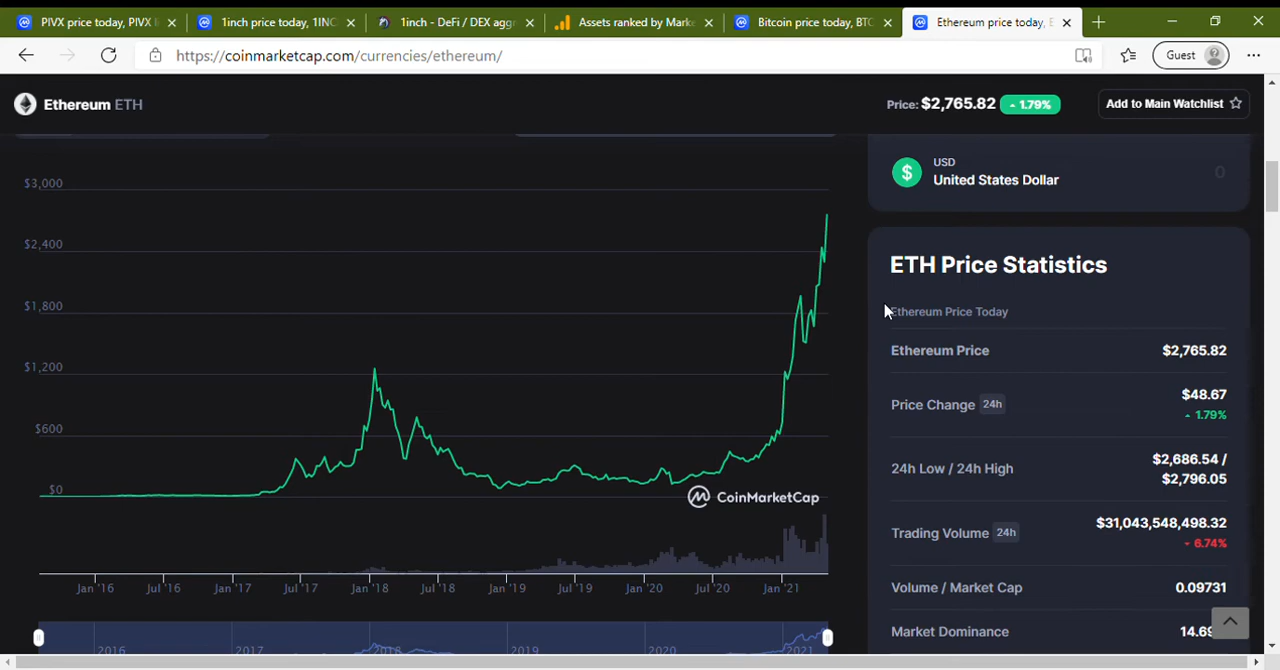 PIVX price today, PIVX li
1inch price today, 1INC
1inch - DeFi / DEX aggr
Assets ranked by Marke
Bitcoin price today, BTC
Ethereum price today, E
https://coinmarketcap.com/currencies/ethereum/
Guest
Ethereum ETH
Price: $2,765.82 1.79%
Add to Main Watchlist
USD
United States Dollar
0
$3,000
$2,400
$1,800
$1,200
$600
$0
CoinMarketCap
Jan '16 Jul '16 Jan '17 Jul '17 Jan '18 Jul '18 Jan '19 Jul '19 Jan '20 Jul '20 Jan '21
2016 2017 2018 2019 2020 2021
ETH Price Statistics
Ethereum Price Today
Ethereum Price $2,765.82
Price Change 24h $48.67
1.79%
24h Low / 24h High $2,686.54 /
$2,796.05
Trading Volume 24h $31,043,548,498.32
6.74%
Volume / Market Cap 0.09731
Market Dominance 14.69